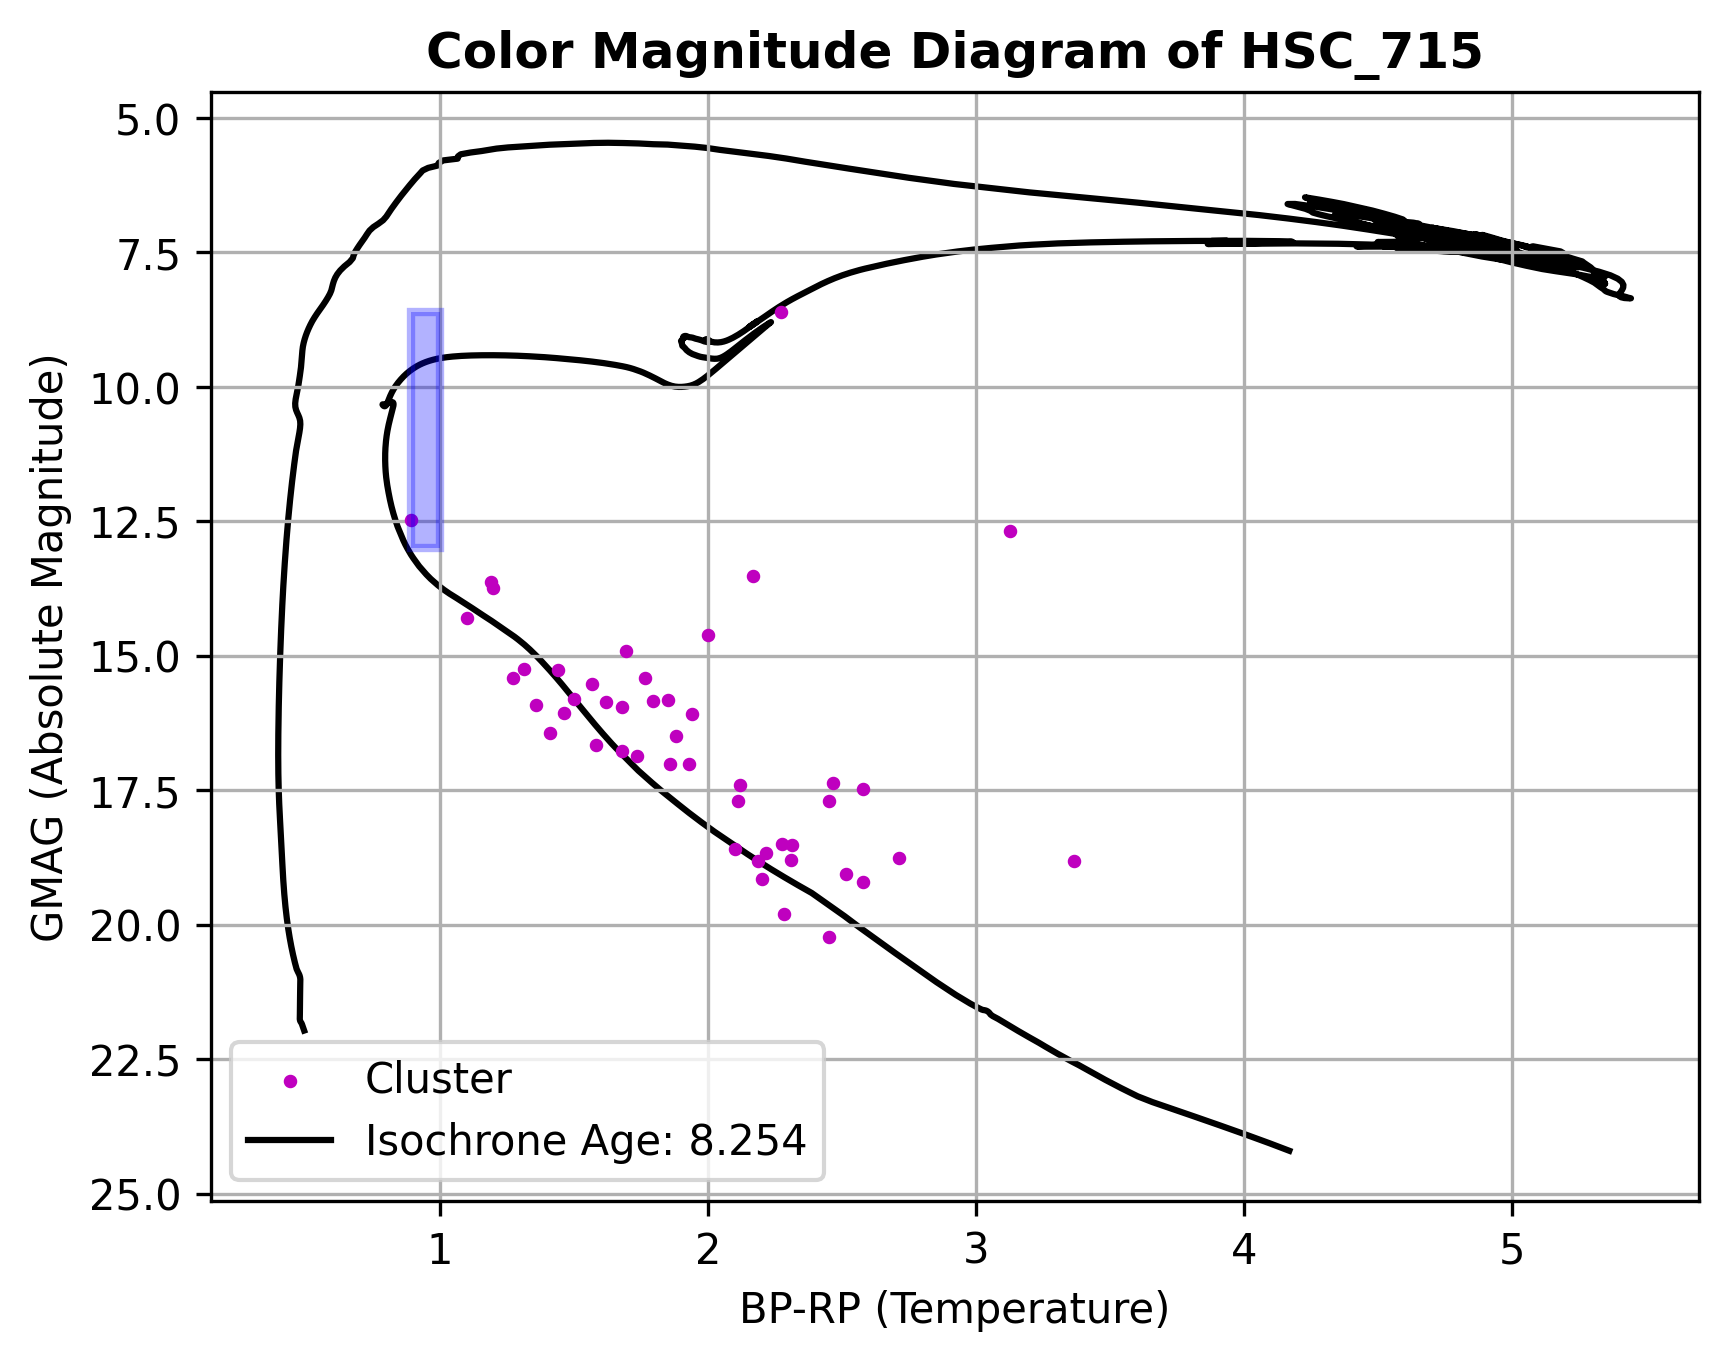 Color Magnitude Diagram of HSC_715
5.0
7.5
10.0
12.5
15.0
17.5
20.0
22.5
25.0
GMAG (Absolute Magnitude)
Cluster
Isochrone Age: 8.254
1 2 3 4 5
BP-RP (Temperature)